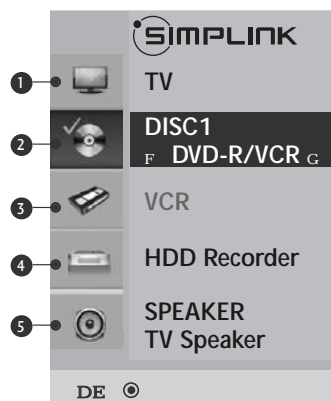 SIMPLINK
1 TV
2 DISC1
F DVD-R/VCR G
3 VCR
4 HDD Recorder
5 SPEAKER
TV Speaker
DE